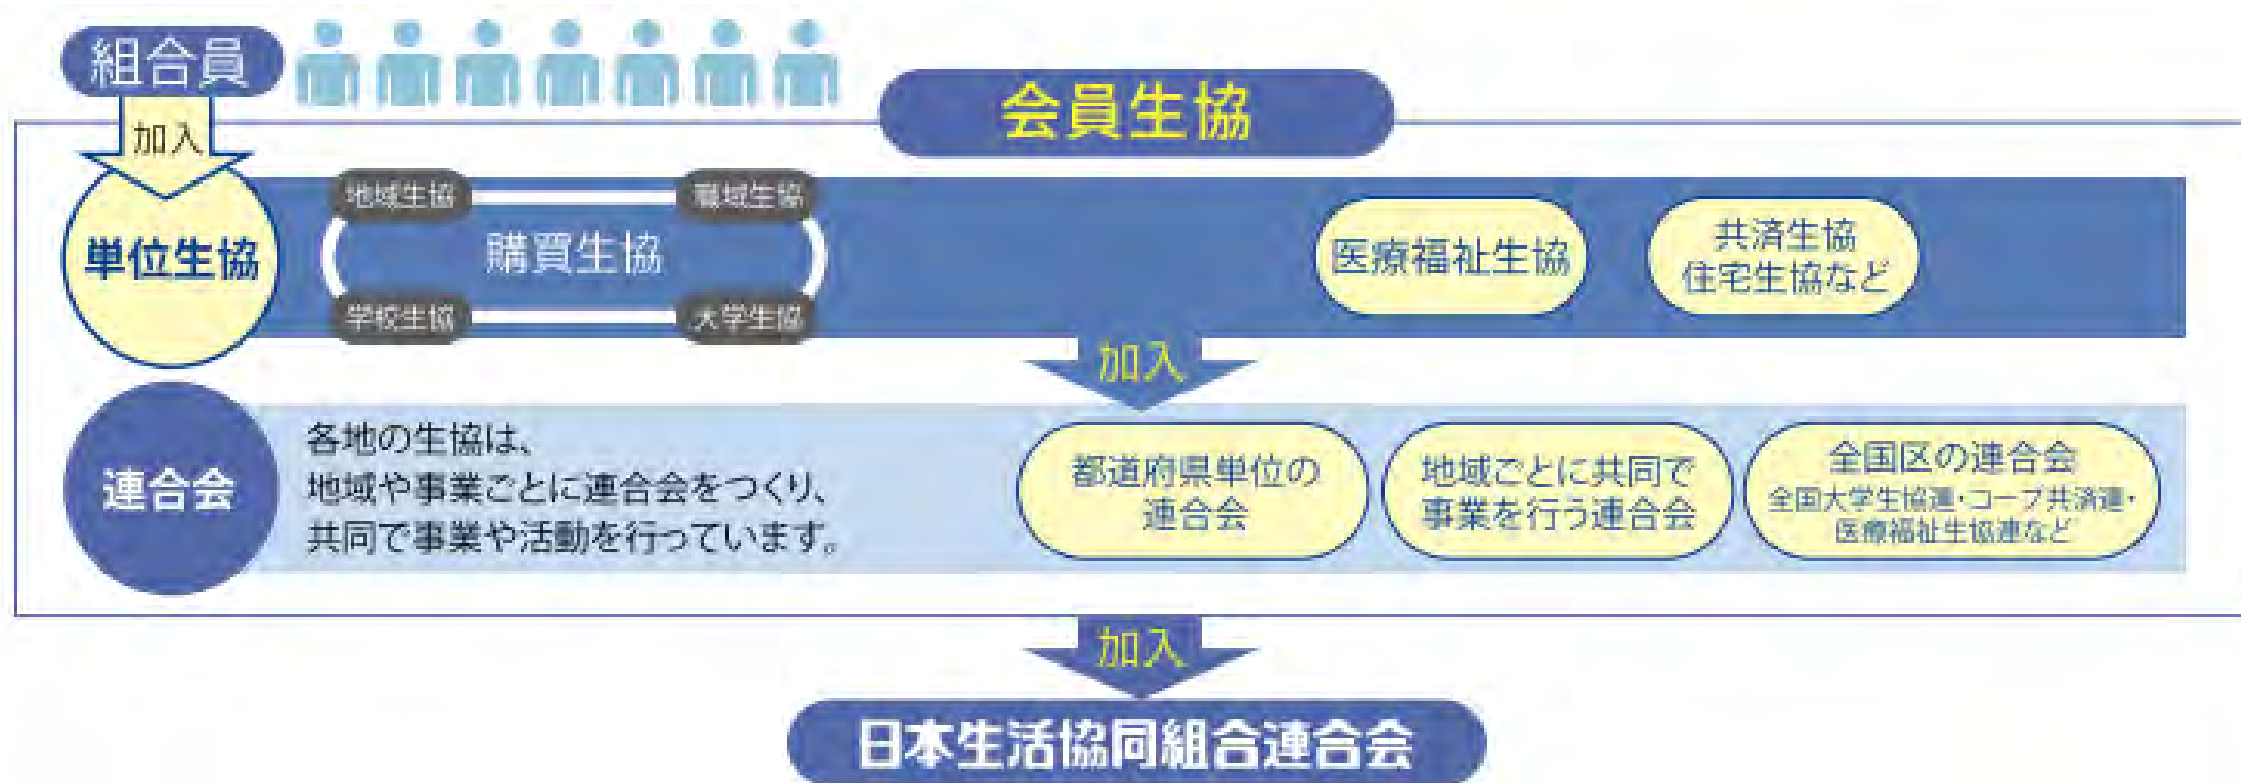 組合員
会員生協
加入
単位生協
地域生協
職域生協
購買生協
学校生協
大学生協
医療福祉生協
共済生協
住宅生協など
加入
連合会
各地の生協は、
地域や事業ごとに連合会をつくり、
共同で事業や活動を行っています。
都道府県単位の
連合会
地域ごとに共同で
事業を行う連合会
全国区の連合会
全国大学生協連・コープ共済連・
医療福祉生協連など
加入
日本生活協同組合連合会